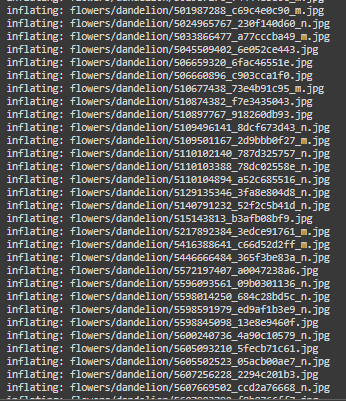 inflating: flowers/dandelion/501987288_c69c4e0c90_m.jpg
inflating: flowers/dandelion/5024965767_230f140d60_n.jpg
inflating: flowers/dandelion/5033866477_a77cccba49_m.jpg
inflating: flowers/dandelion/5045509402_6e052ce443.jpg
inflating: flowers/dandelion/506659320_6fac46551e.jpg
inflating: flowers/dandelion/506660896_c903cca1f0.jpg
inflating: flowers/dandelion/510677438_73e4b91c95_m.jpg
inflating: flowers/dandelion/510874382_f7e3435043.jpg
inflating: flowers/dandelion/510897767_918260db93.jpg
inflating: flowers/dandelion/5109496141_8dcf673d43_n.jpg
inflating: flowers/dandelion/5109501167_2d9bbb0f27_m.jpg
inflating: flowers/dandelion/5110102140_787d325757_n.jpg
inflating: flowers/dandelion/5110103388_78dc02558e_n.jpg
inflating: flowers/dandelion/5110104894_a52c685516_n.jpg
inflating: flowers/dandelion/5129135346_3fa8e804d8_n.jpg
inflating: flowers/dandelion/5140791232_52f2c5b41d_n.jpg
inflating: flowers/dandelion/515143813_b3afb08bf9.jpg
inflating: flowers/dandelion/5217892384_3edce91761_m.jpg
inflating: flowers/dandelion/5416388641_c66d52d2ff_m.jpg
inflating: flowers/dandelion/5446666484_365f3be83a_n.jpg
inflating: flowers/dandelion/5572197407_a0047238a6.jpg
inflating: flowers/dandelion/5596093561_09b0301136_n.jpg
inflating: flowers/dandelion/5598014250_684c28bd5c_n.jpg
inflating: flowers/dandelion/5598591979_ed9af1b3e9_n.jpg
inflating: flowers/dandelion/5598845098_13e8e9460f.jpg
inflating: flowers/dandelion/5600240736_4a90c10579_n.jpg
inflating: flowers/dandelion/5605093210_5fecb71c61.jpg
inflating: flowers/dandelion/5605502523_05acb00ae7_n.jpg
inflating: flowers/dandelion/5607256228_2294c201b3.jpg
inflating: flowers/dandelion/5607669502_ccd2a76668_n.jpg